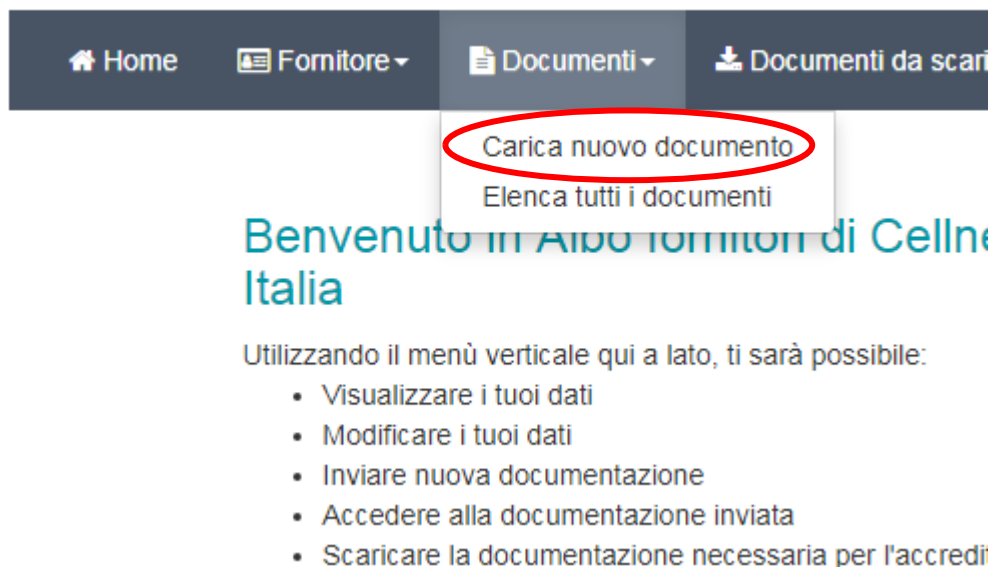 Home Fornitore Documenti Documenti da scari
Carica nuovo documento
Elenca tutti i documenti
Benvenuto in Albo fornitori di Cellne
Italia
Utilizzando il menù verticale qui a lato, ti sarà possibile:
• Visualizzare i tuoi dati
• Modificare i tuoi dati
• Inviare nuova documentazione
• Accedere alla documentazione inviata
• Scaricare la documentazione necessaria per l'accredit